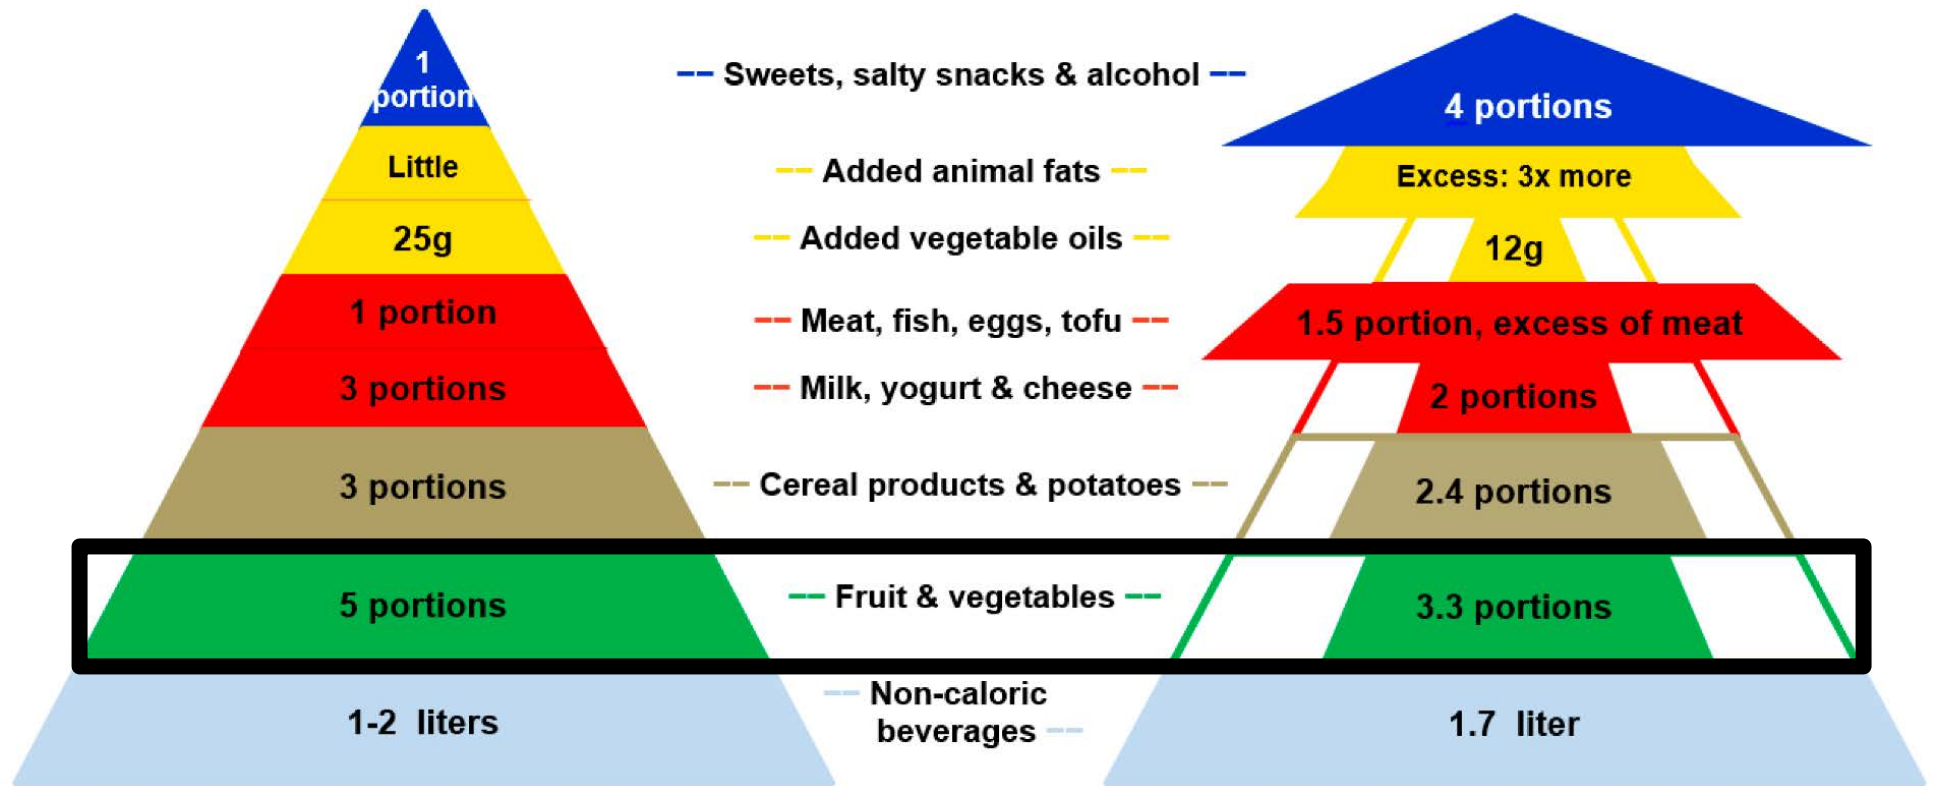 1
portion
-- Sweets, salty snacks & alcohol --
4 portions
Little
-- Added animal fats --
Excess: 3x more
25g
-- Added vegetable oils --
12g
1 portion
-- Meat, fish, eggs, tofu --
1.5 portion, excess of meat
3 portions
-- Milk, yogurt & cheese --
2 portions
3 portions
-- Cereal products & potatoes --
2.4 portions
5 portions
-- Fruit & vegetables --
3.3 portions
1-2 liters
-- Non-caloric
beverages --
1.7 liter